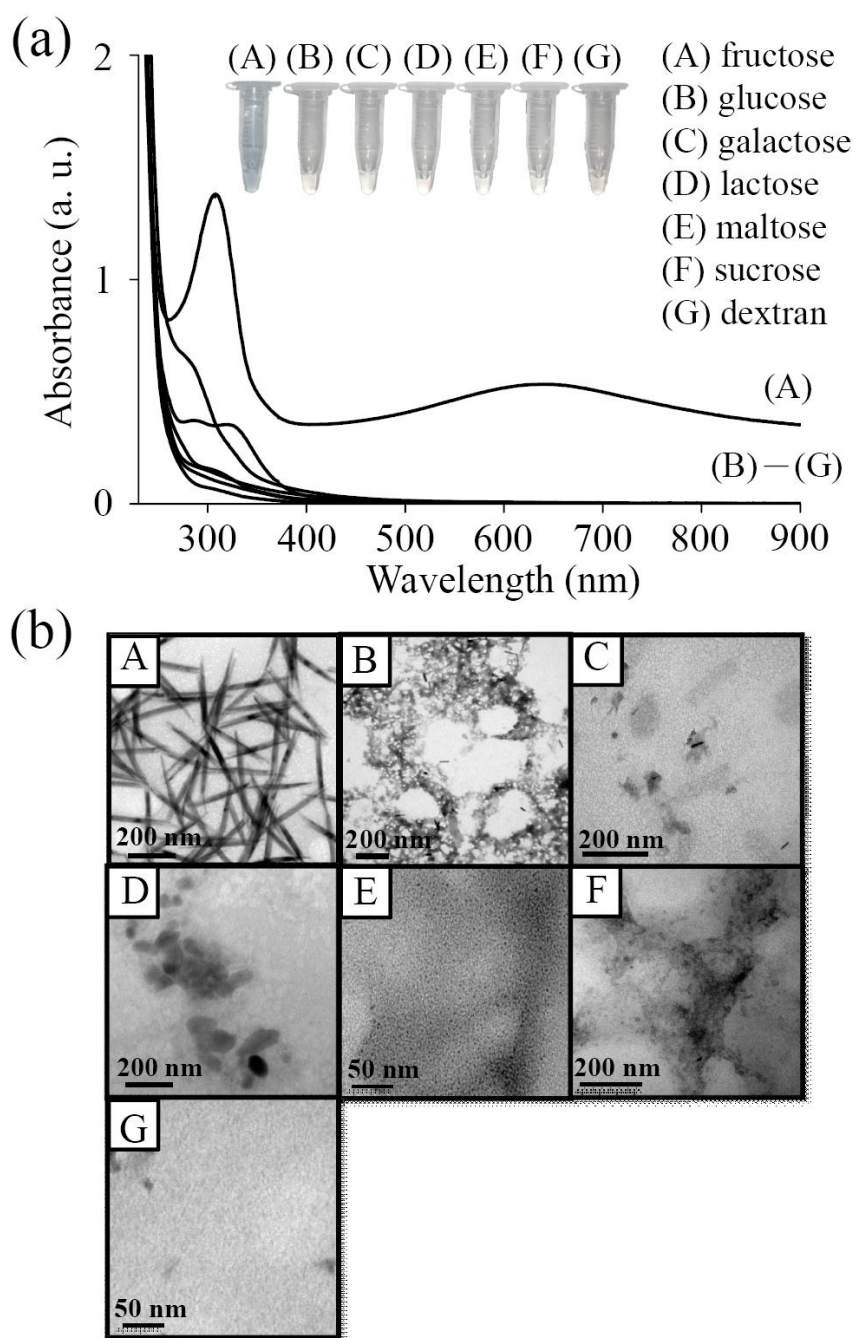 (a)
2
1
0
Absorbance (a. u.)
(A) (B) (C) (D) (E) (F) (G)
(A) fructose
(B) glucose
(C) galactose
(D) lactose
(E) maltose
(F) sucrose
(G) dextran
(A)
(B) – (G)
300 400 500 600 700 800 900
Wavelength (nm)
(b)
A
200 nm
B
200 nm
C
200 nm
D
200 nm
E
50 nm
F
200 nm
G
50 nm